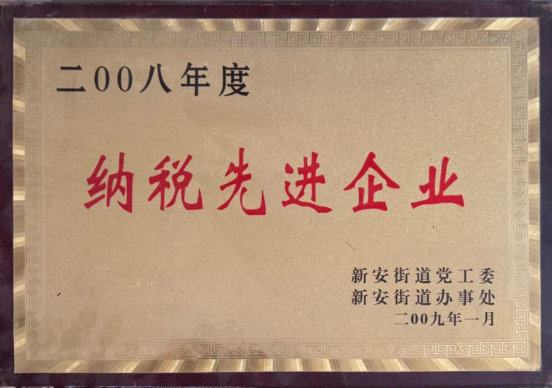 二00八年度
纳税先进企业
新安街道党工委
新安街道办事处
二00九年一月